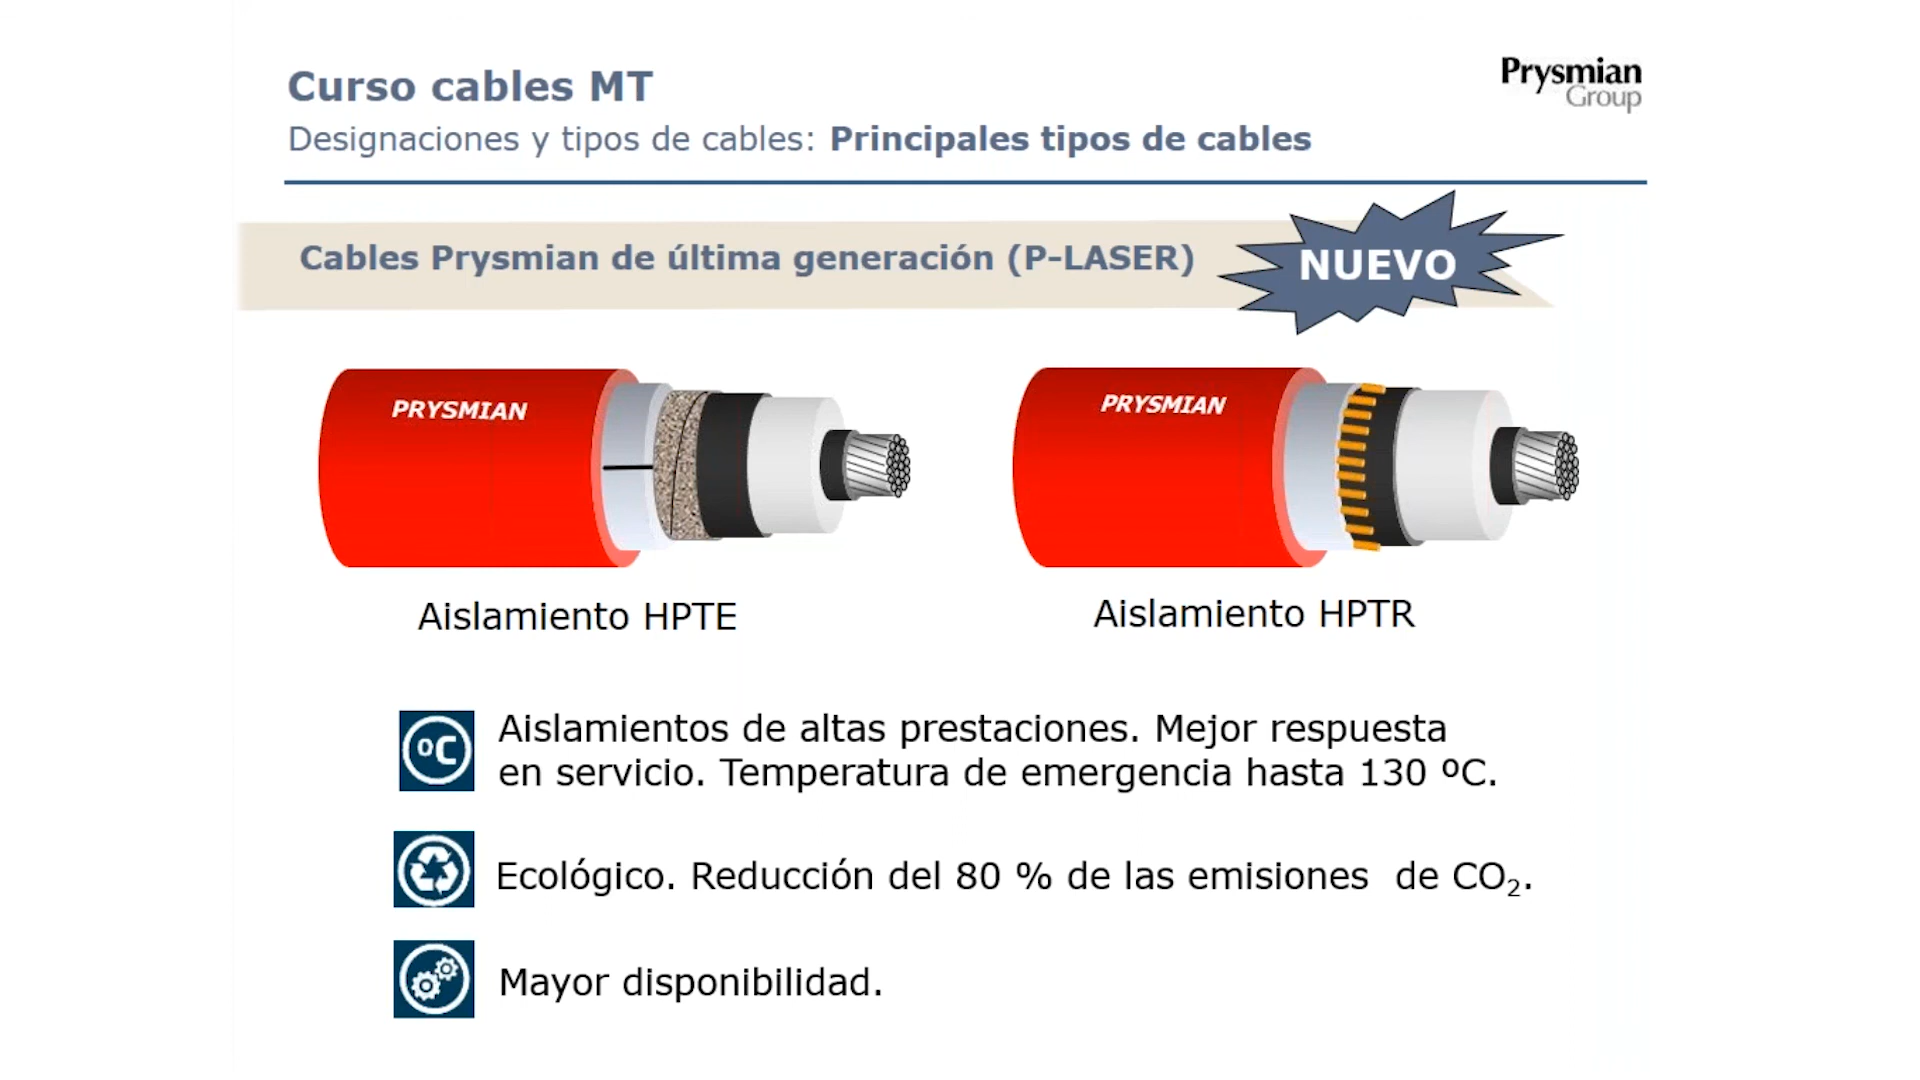 Curso cables MT
Prysmian
Group
Designaciones y tipos de cables: Principales tipos de cables
Cables Prysmian de última generación (P-LASER)
NUEVO
PRYSMIAN
PRYSMIAN
Aislamiento HPTE
Aislamiento HPTR
ºC
Aislamientos de altas prestaciones. Mejor respuesta
en servicio. Temperatura de emergencia hasta 130 ºC.
Ecológico. Reducción del 80 % de las emisiones de CO₂.
Mayor disponibilidad.